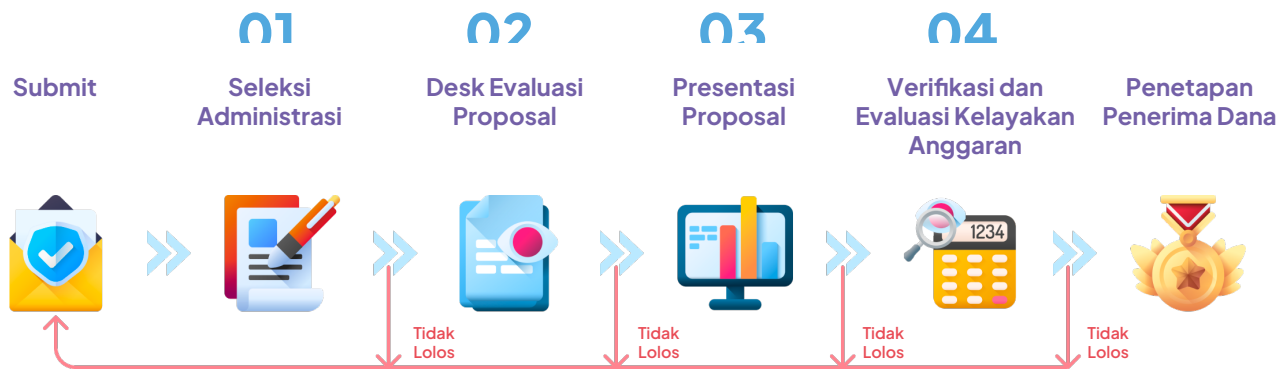 01
02
03
04
Submit
Seleksi
Administrasi
Desk Evaluasi
Proposal
Presentasi
Proposal
Verifikasi dan
Evaluasi Kelayakan
Anggaran
Penetapan
Penerima Dana
1234
Tidak
Lolos
Tidak
Lolos
Tidak
Lolos
Tidak
Lolos